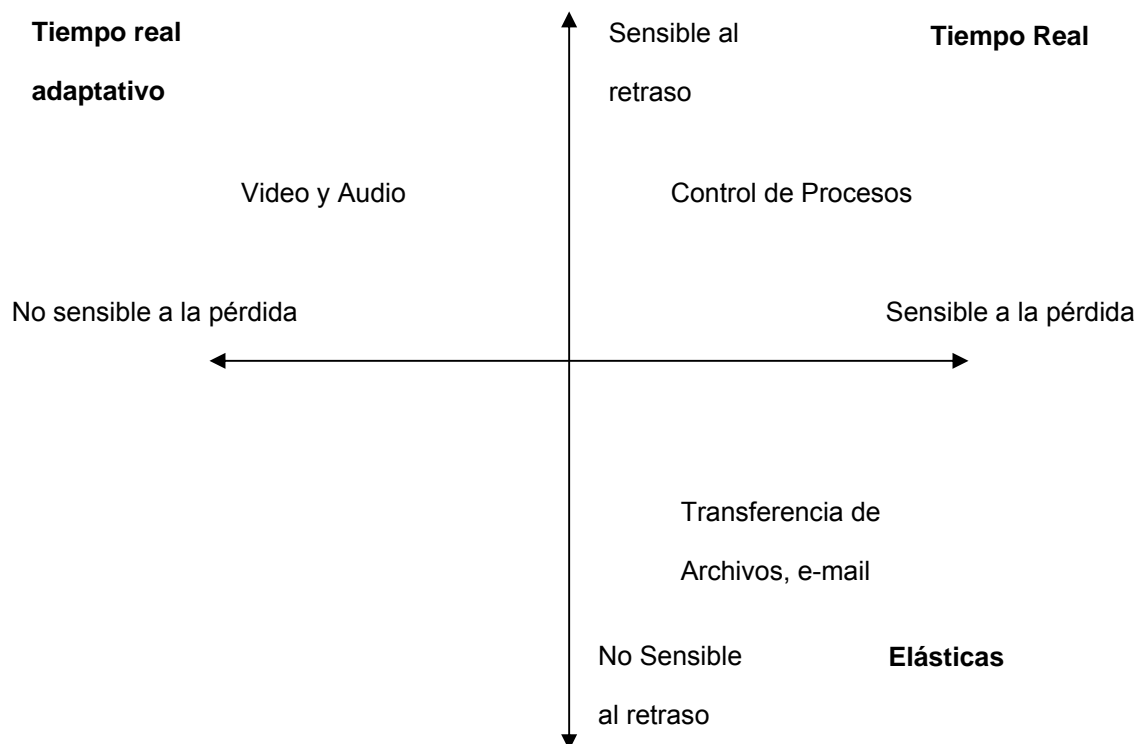 Tiempo real
adaptativo
Sensible al
retraso
Tiempo Real
Video y Audio
Control de Procesos
No sensible a la pérdida
Sensible a la pérdida
Transferencia de
Archivos, e-mail
No Sensible
al retraso
Elásticas